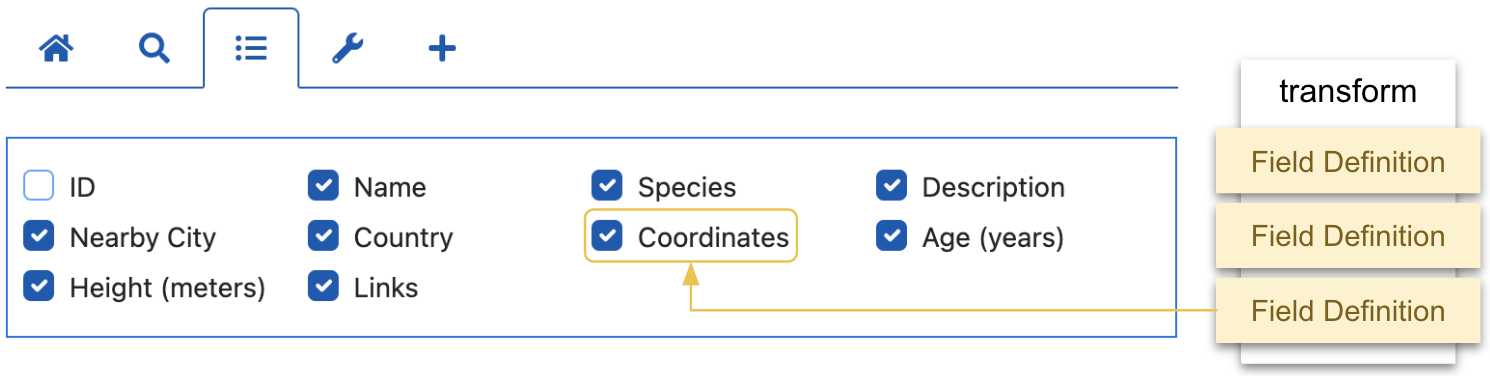 transform
Field Definition
ID Name Species Description
Nearby City Country Coordinates Age (years)
Field Definition
Height (meters) Links
Field Definition